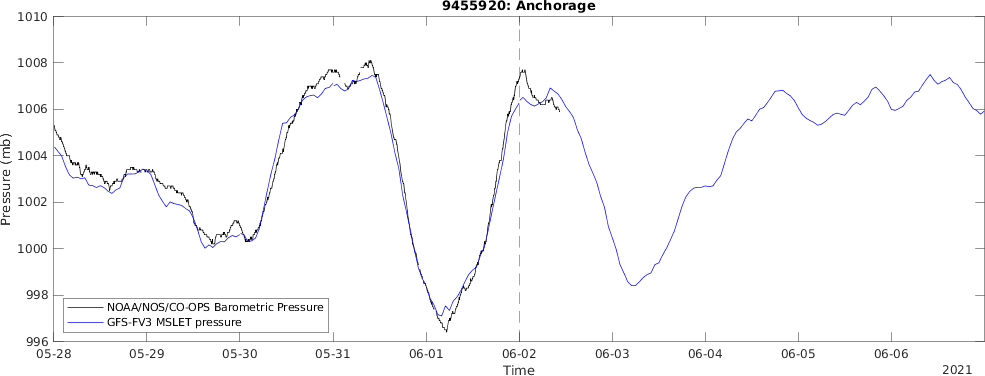 9455920: Anchorage
1010
1008
1006
1004
1002
1000
998
996
Pressure (mb)
NOAA/NOS/CO-OPS Barometric Pressure
GFS-FV3 MSLET pressure
05-28 05-29 05-30 05-31 06-01 06-02 06-03 06-04 06-05 06-06
Time
2021